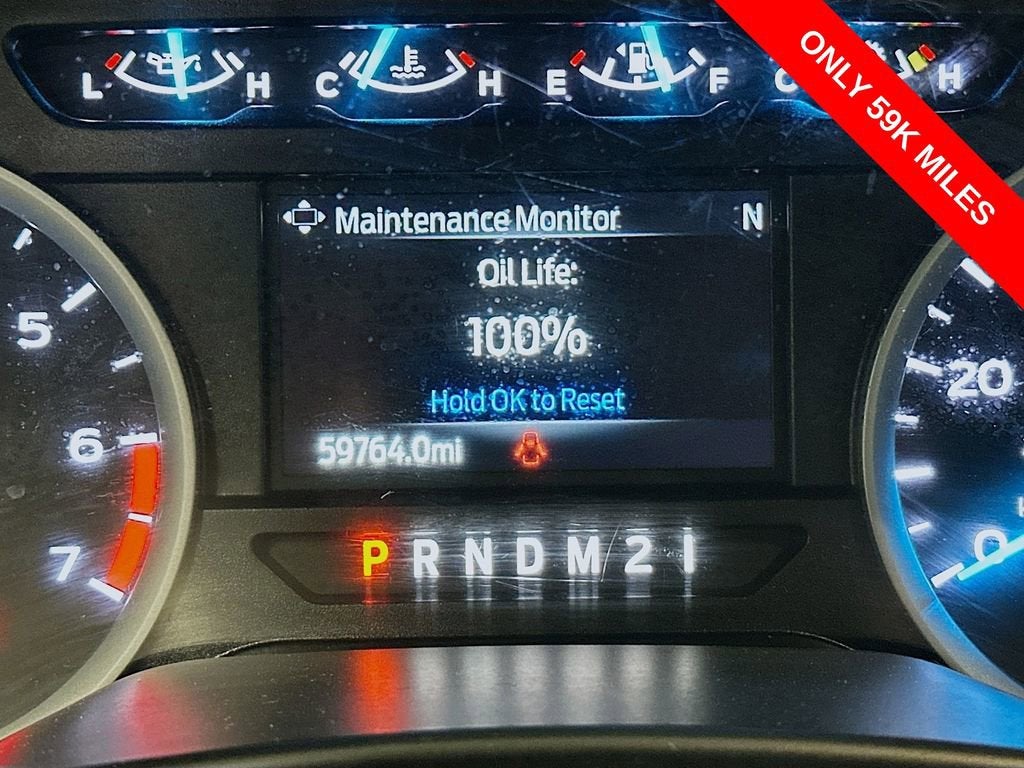 L H C H E F C H
ONLY 59K MILES
Maintenance Monitor N
Oil Life:
100%
Hold OK to Reset
59764.0mi
5
6
7
20
0
P R N D M 2 1